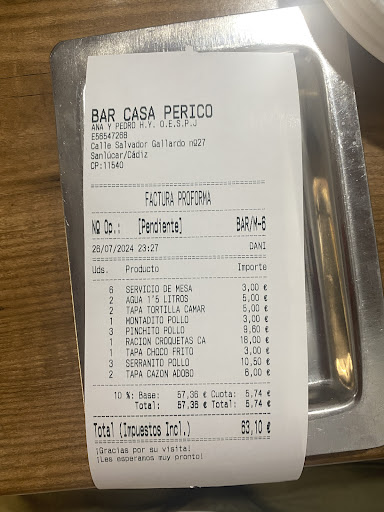 BAR CASA PERICO
ANA Y PEDRO H.Y. O.E.S.P.J
E56547268
Calle Salvador Gallardo nº27
Sanlúcar/Cádiz
CP:11540
FACTURA PROFORMA
Nº Op.: [Pendiente] BAR/M-6
26/07/2024 23:27 DANI
Uds. Producto Importe
6 SERVICIO DE MESA 3,00 €
2 AGUA 1'5 LITROS 5,00 €
2 TAPA TORTILLA CAMAR 5,00 €
1 MONTADITO POLLO 3,00 €
3 PINCHITO POLLO 9,60 €
1 RACION CROQUETAS CA 18,00 €
1 TAPA CHOCO FRITO 3,00 €
3 SERRANITO POLLO 10,50 €
2 TAPA CAZON ADOBO 6,00 €
10 %: Base: 57,36 € Cuota: 5,74 €
Total: 57,36 € Total: 5,74 €
Total (Impuestos Incl.) 63,10 €
¡Gracias por su visita!
¡Les esperamos muy pronto!